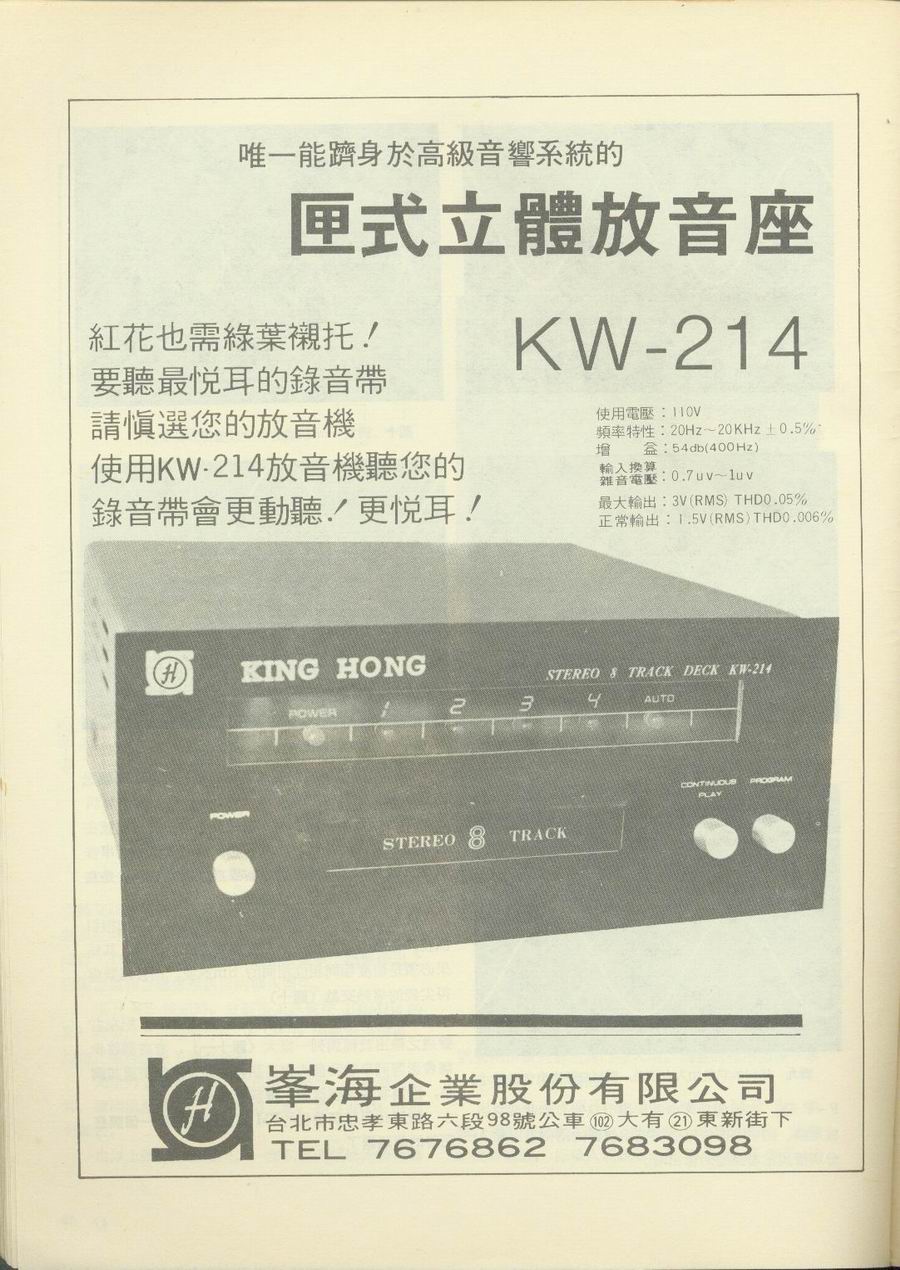 唯一能躋身於高級音響系統的
匣式立體放音座
KW-214
紅花也需綠葉襯托！
要聽最悅耳的錄音帶
請慎選您的放音機
使用KW-214放音機聽您的
錄音帶會更動聽！更悅耳！
使用電壓：110V
頻率特性：20Hz～20KHz ±0.5%
增　益：54db(400Hz)
輸入換算
雜音電壓：0.7uv～1uv
最大輸出：3V(RMS) THD0.05%
正常輸出：1.5V(RMS)THD0.006%
H
KING HONG
STEREO 8 TRACK DECK KW-214
POWER 1 2 3 4 AUTO
POWER
CONTINUOUS
PLAY
PROGRAM
STEREO 8 TRACK
H
峯海企業股份有限公司
台北市忠孝東路六段98號公車(102)大有(21)東新街下
TEL 7676862 7683098